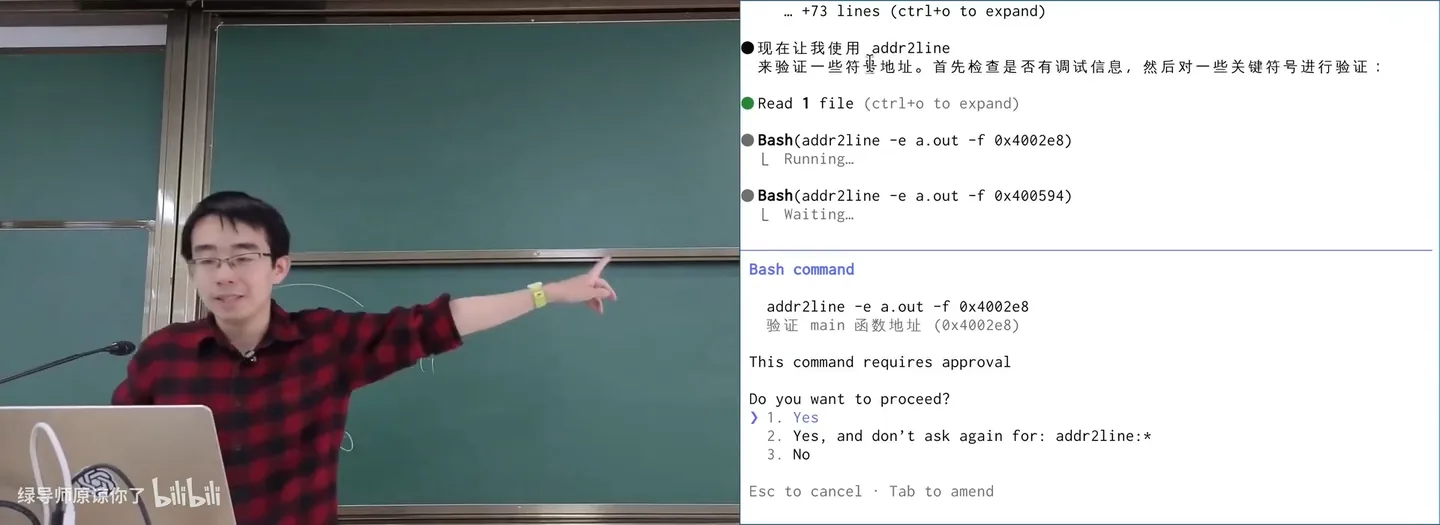 … +73 lines (ctrl+o to expand)
现在让我使用 addr2line
来验证一些符号地址。首先检查是否有调试信息，然后对一些关键符号进行验证：
Read 1 file (ctrl+o to expand)
Bash(addr2line -e a.out -f 0x4002e8)
Running…
Bash(addr2line -e a.out -f 0x400594)
Waiting…
Bash command
addr2line -e a.out -f 0x4002e8
验证 main 函数地址 (0x4002e8)
This command requires approval
Do you want to proceed?
❯ 1. Yes
2. Yes, and don’t ask again for: addr2line:*
3. No
Esc to cancel · Tab to amend
绿导师原谅你了 bilibili